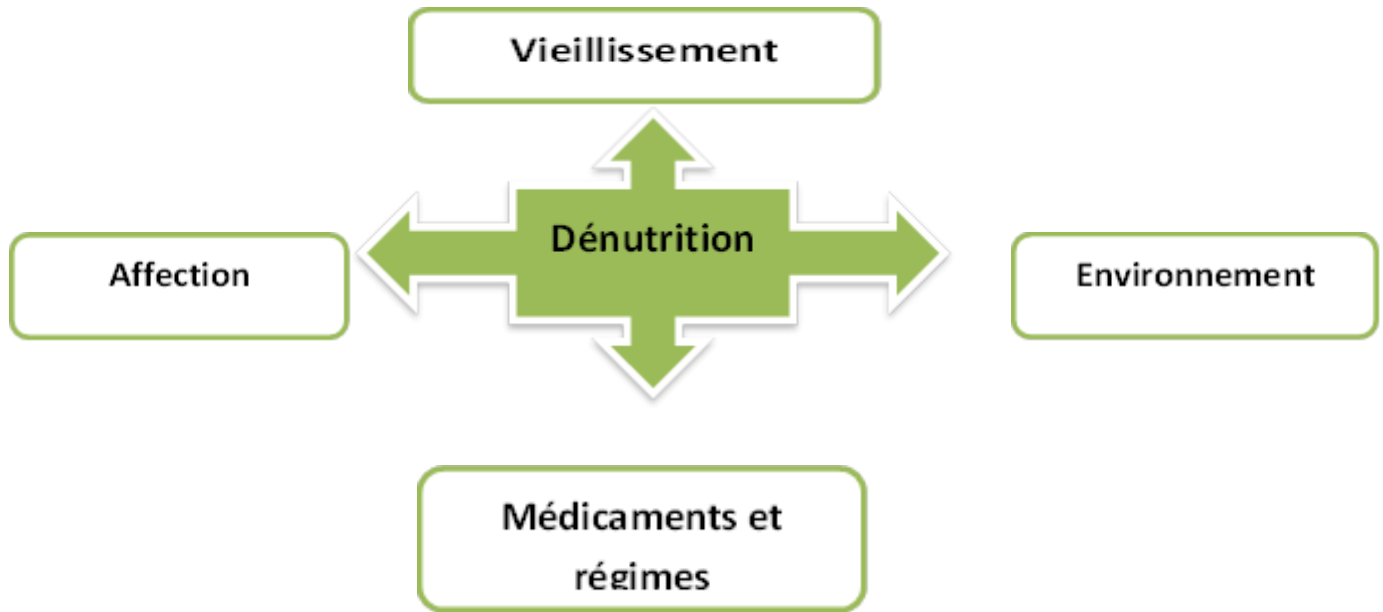 Vieillissement
Dénutrition
Affection
Environnement
Médicaments et
régimes